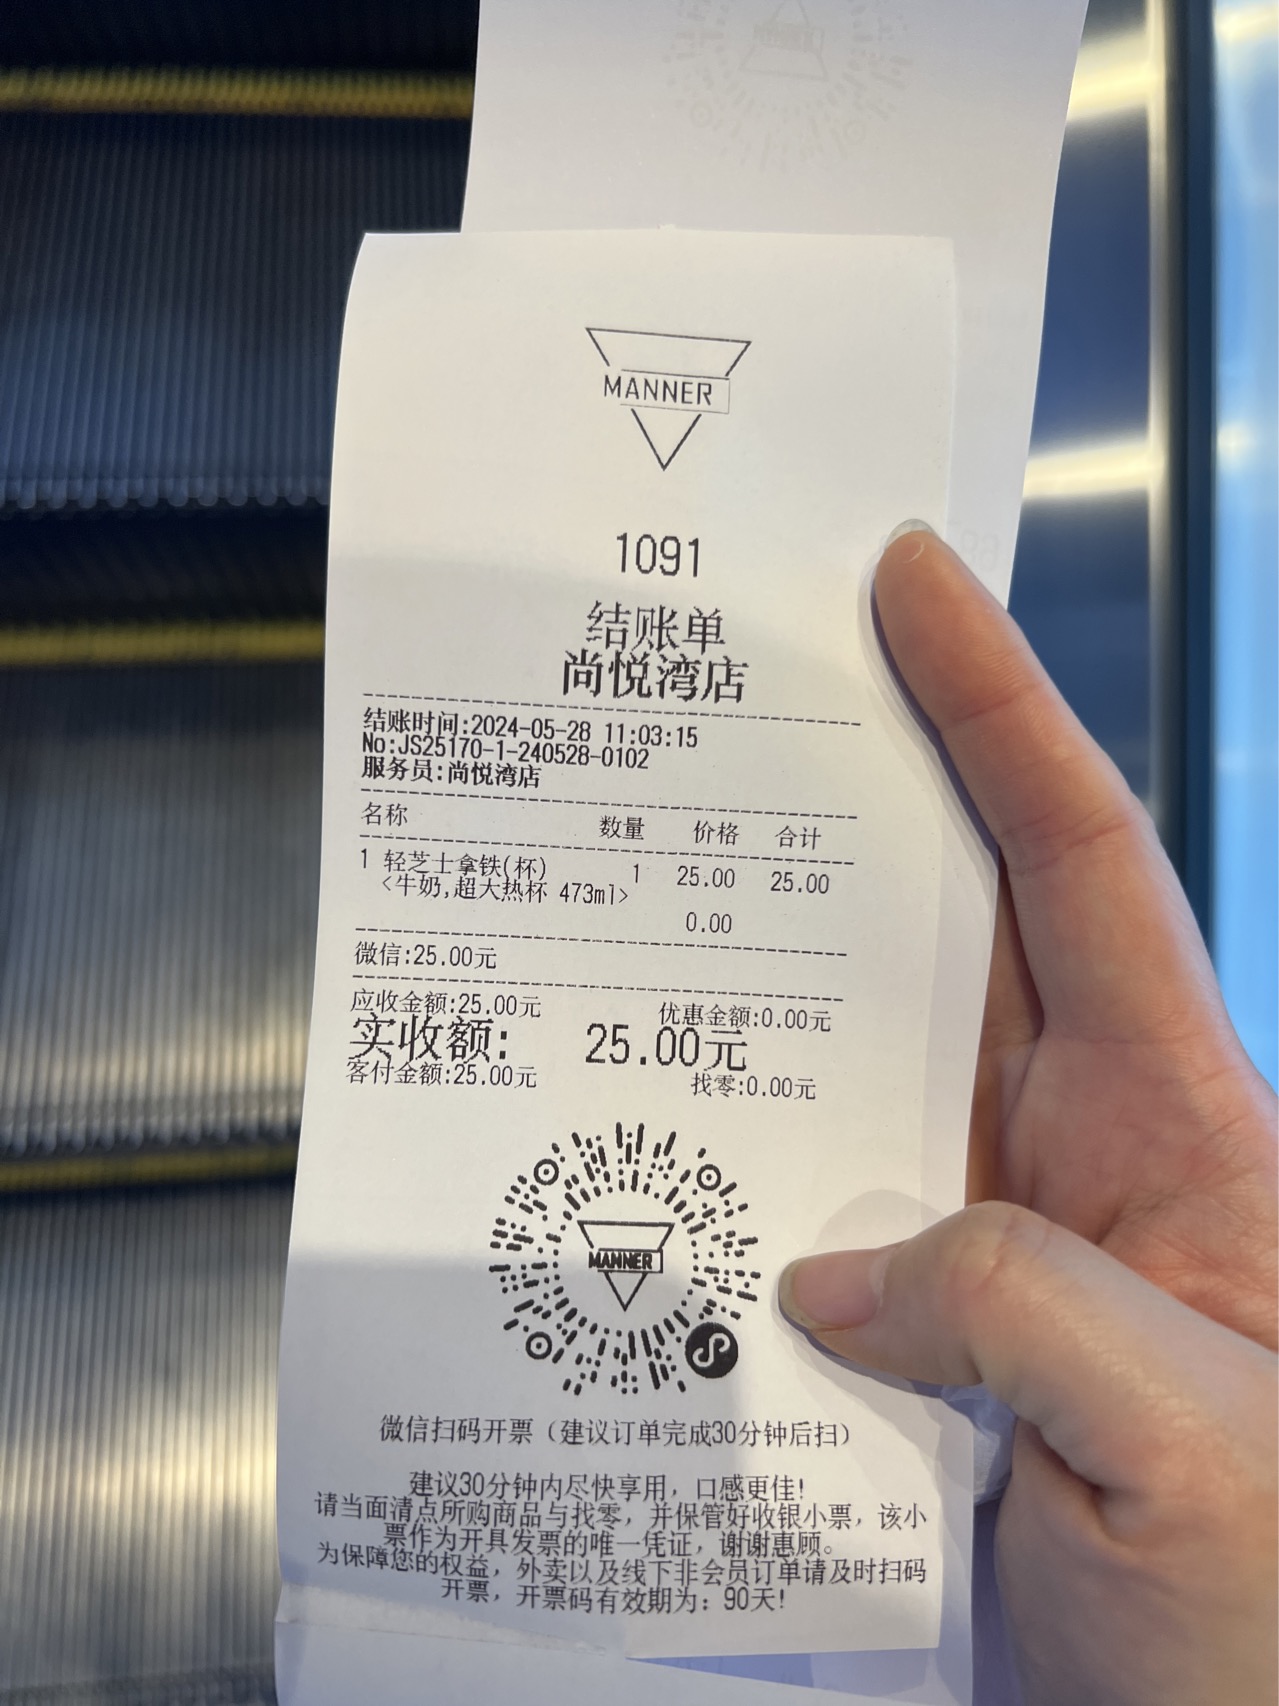 MANNER
1091
结账单
尚悦湾店
结账时间:2024-05-28 11:03:15
No:JS25170-1-240528-0102
服务员:尚悦湾店
名称 数量 价格 合计
1 轻芝士拿铁(杯) 1 25.00 25.00
<牛奶,超大热杯 473ml>
0.00
微信:25.00元
应收金额:25.00元 优惠金额:0.00元
实收额: 25.00元
客付金额:25.00元 找零:0.00元
MANNER
微信扫码开票（建议订单完成30分钟后扫）
建议30分钟内尽快享用，口感更佳!
请当面清点所购商品与找零，并保管好收银小票，该小
票作为开具发票的唯一凭证，谢谢惠顾。
为保障您的权益，外卖以及线下非会员订单请及时扫码
开票，开票码有效期为：90天!